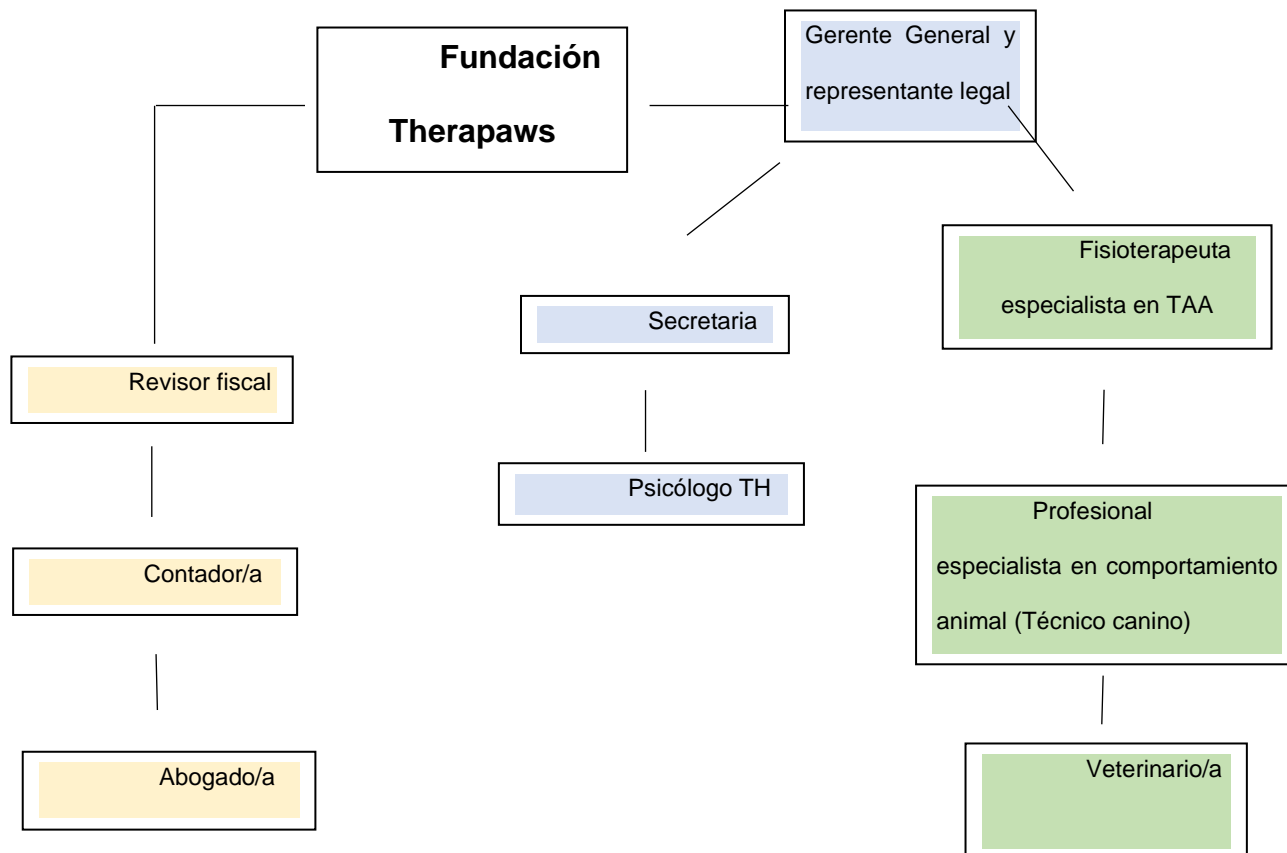 Fundación
Therapaws
Gerente General y
representante legal
Fisioterapeuta
especialista en TAA
Secretaria
Revisor fiscal
Psicólogo TH
Profesional
especialista en comportamiento
animal (Técnico canino)
Contador/a
Abogado/a
Veterinario/a